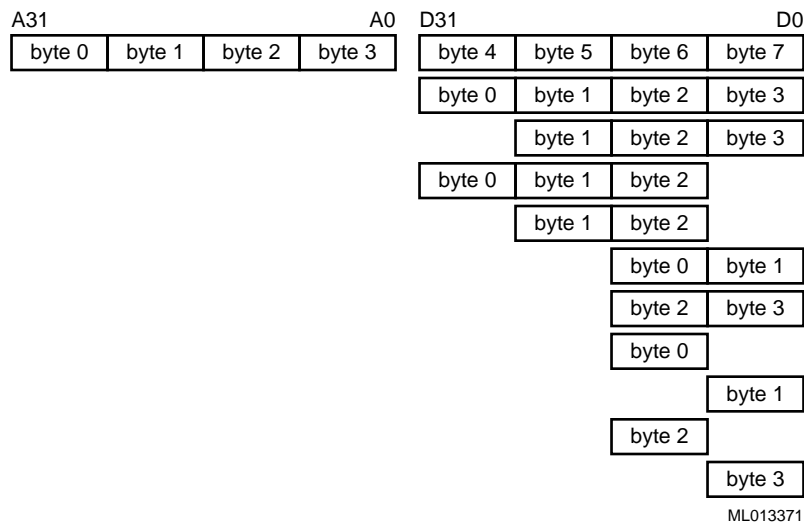 A31 A0 D31 D0
byte 0 byte 1 byte 2 byte 3 byte 4 byte 5 byte 6 byte 7
byte 0 byte 1 byte 2 byte 3
byte 1 byte 2 byte 3
byte 0 byte 1 byte 2
byte 1 byte 2
byte 0 byte 1
byte 2 byte 3
byte 0
byte 1
byte 2
byte 3
ML013371